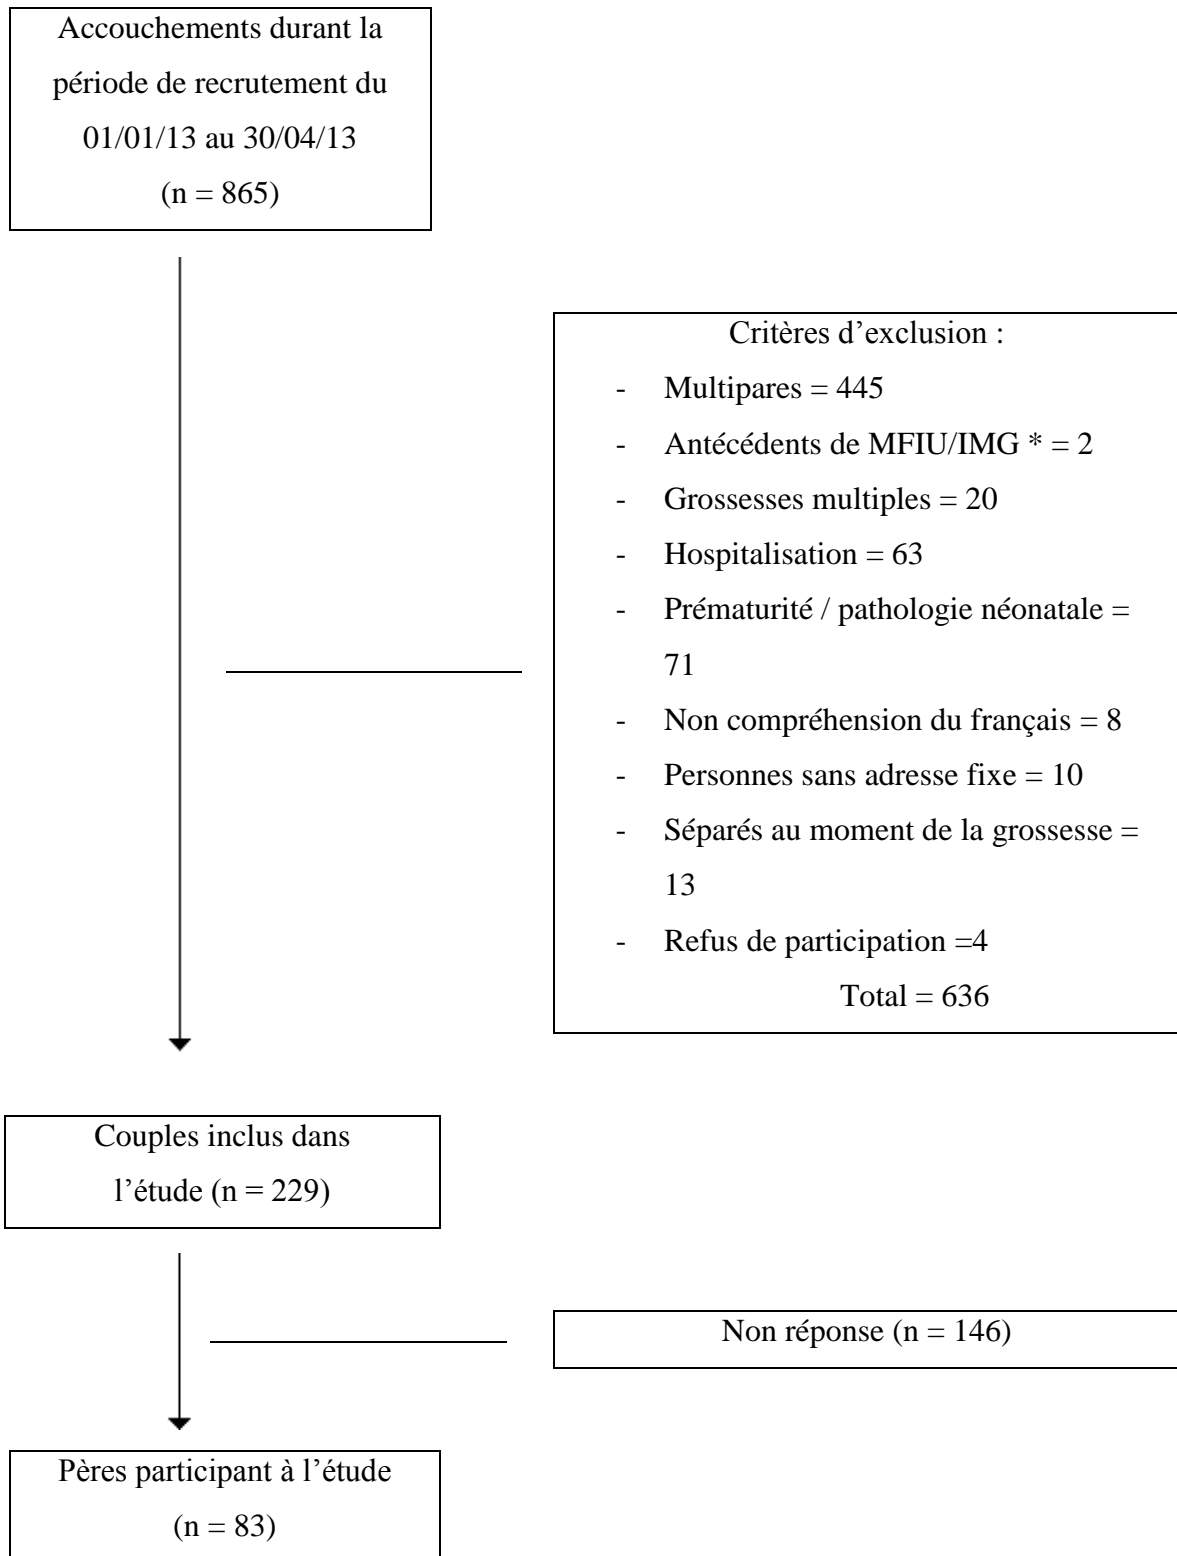 Accouchements durant la
période de recrutement du
01/01/13 au 30/04/13
(n = 865)
Critères d’exclusion :
- Multipares = 445
- Antécédents de MFIU/IMG * = 2
- Grossesses multiples = 20
- Hospitalisation = 63
- Prématurité / pathologie néonatale =
71
- Non compréhension du français = 8
- Personnes sans adresse fixe = 10
- Séparés au moment de la grossesse =
13
- Refus de participation =4
Total = 636
Couples inclus dans
l’étude (n = 229)
Non réponse (n = 146)
Pères participant à l’étude
(n = 83)